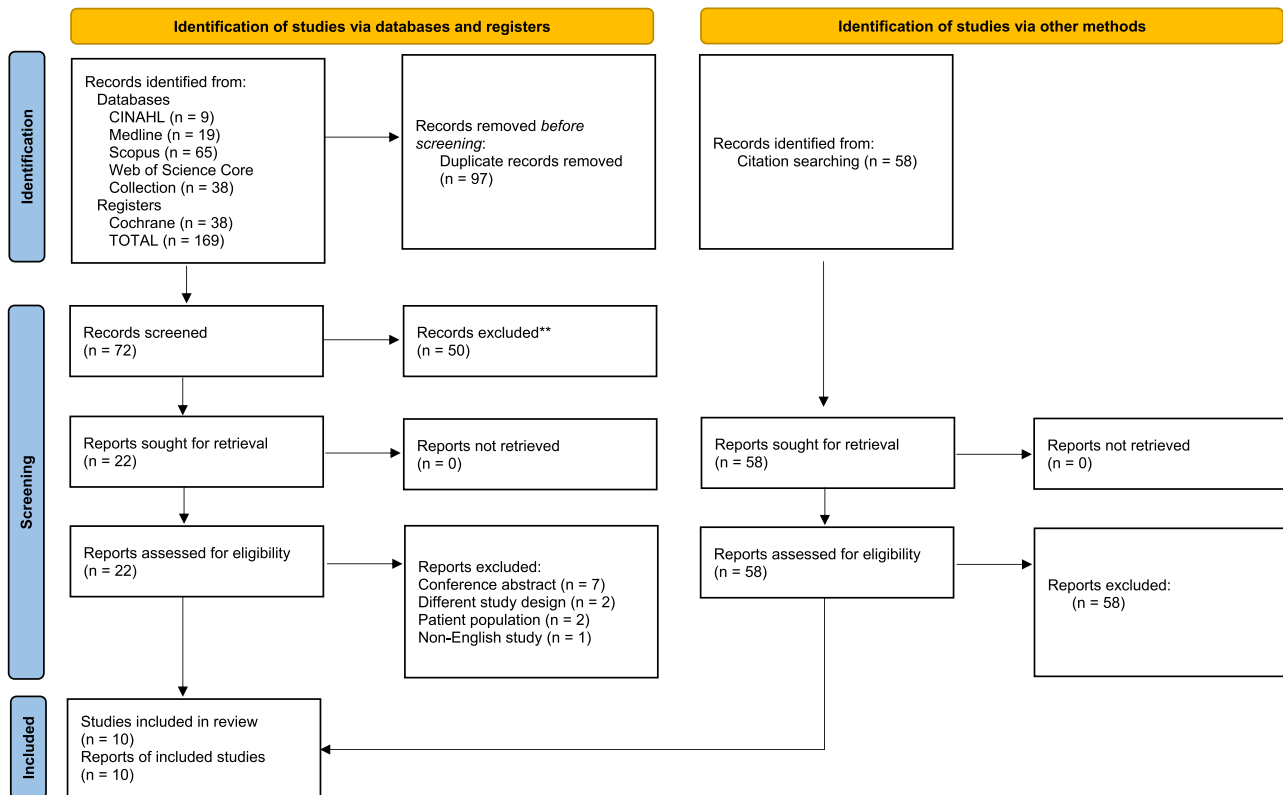 Identification of studies via databases and registers
Identification of studies via other methods
Identification
Records identified from:
Databases
CINAHL (n = 9)
Medline (n = 19)
Scopus (n = 65)
Web of Science Core
Collection (n = 38)
Registers
Cochrane (n = 38)
TOTAL (n = 169)
Records removed before
screening:
Duplicate records removed
(n = 97)
Records identified from:
Citation searching (n = 58)
Screening
Records screened
(n = 72)
Records excluded**
(n = 50)
Reports sought for retrieval
(n = 22)
Reports not retrieved
(n = 0)
Reports sought for retrieval
(n = 58)
Reports not retrieved
(n = 0)
Reports assessed for eligibility
(n = 22)
Reports excluded:
Conference abstract (n = 7)
Different study design (n = 2)
Patient population (n = 2)
Non-English study (n = 1)
Reports assessed for eligibility
(n = 58)
Reports excluded:
(n = 58)
Included
Studies included in review
(n = 10)
Reports of included studies
(n = 10)